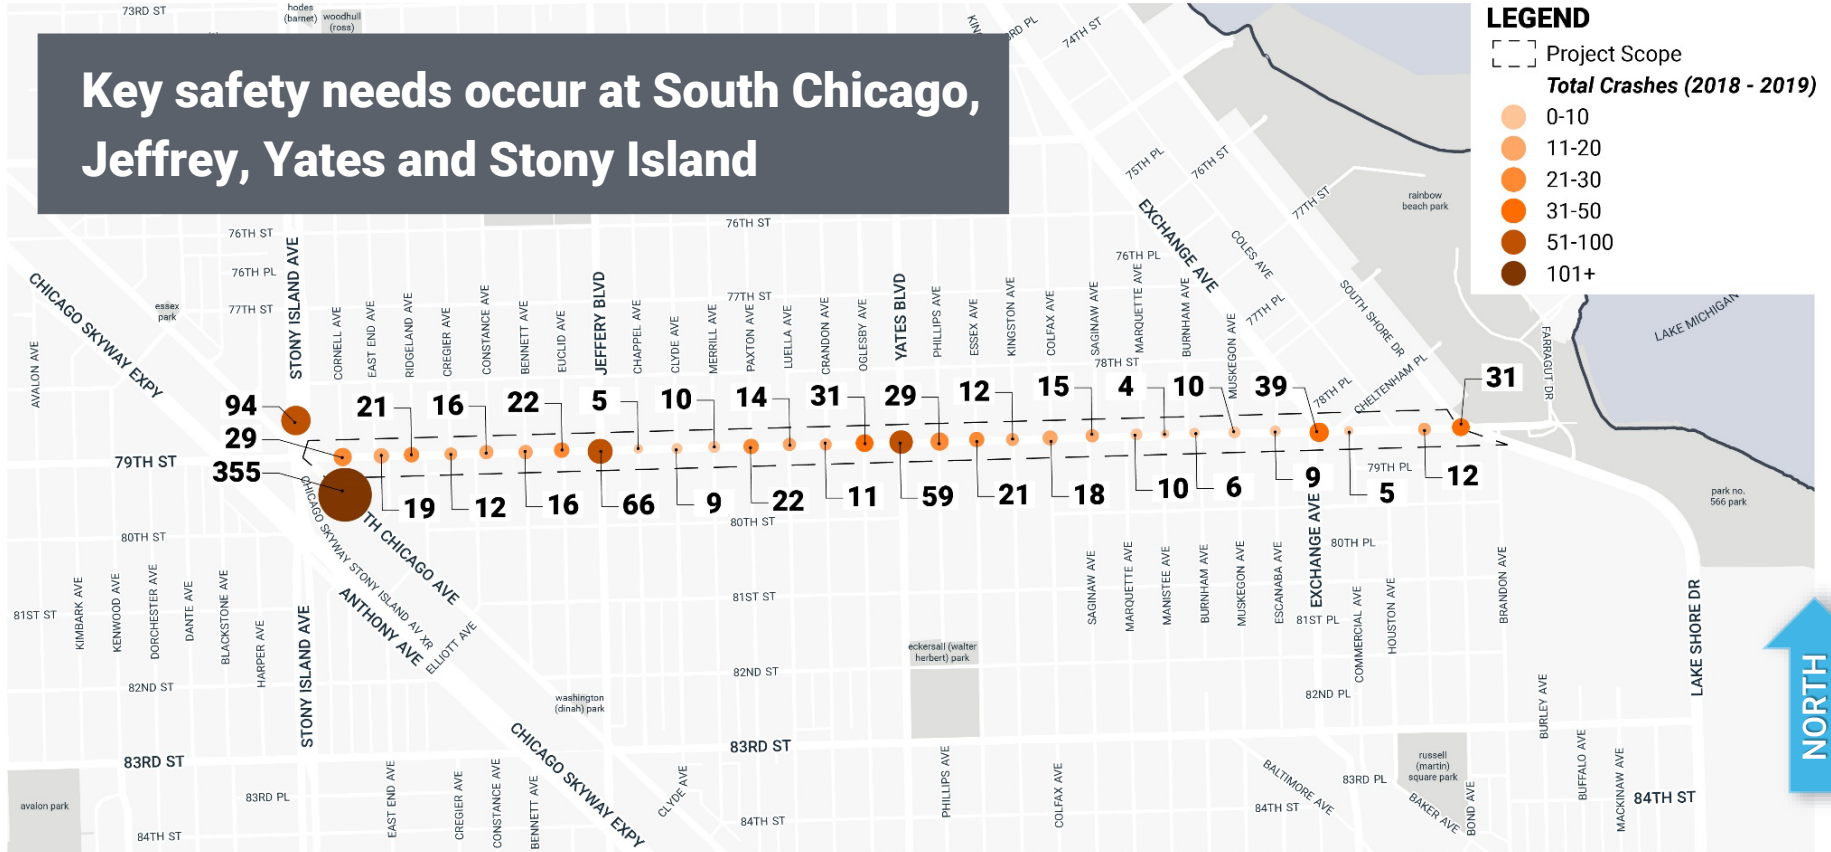 73RD ST
hodes
(barnet)
woodhull
(ross)
74TH ST
Key safety needs occur at South Chicago,
Jeffrey, Yates and Stony Island
LEGEND
Project Scope
Total Crashes (2018 - 2019)
0-10
11-20
21-30
31-50
51-100
101+
75TH PL
76TH ST
77TH ST
rainbow
beach park
EXCHANGE AVE
COLES AVE
76TH PL
77TH PL
SOUTH SHORE DR
LAKE MICHIGAN
FARRAGUT DR
76TH ST
76TH PL
77TH ST
76TH ST
77TH ST
78TH ST
78TH PL
CHELTENHAM PL
essex
park
CHICAGO SKYWAY EXPY
AVALON AVE
STONY ISLAND AVE
CORNELL AVE
EAST END AVE
RIDGELAND AVE
CREGIER AVE
CONSTANCE AVE
BENNETT AVE
EUCLID AVE
JEFFERY BLVD
CHAPPEL AVE
CLYDE AVE
MERRILL AVE
PAXTON AVE
LUELLA AVE
CRANDON AVE
OGLESBY AVE
YATES BLVD
PHILLIPS AVE
ESSEX AVE
KINGSTON AVE
COLFAX AVE
SAGINAW AVE
MARQUETTE AVE
BURNHAM AVE
MUSKEGON AVE
94
21
16
22
5
10
14
31
29
12
15
4
10
39
31
29
79TH ST
355
19
12
16
66
9
22
11
59
21
18
10
6
9
5
12
79TH PL
80TH ST
80TH ST
80TH PL
81ST ST
81ST ST
81ST PL
82ND ST
82ND ST
82ND PL
83RD ST
83RD ST
83RD PL
83RD PL
84TH ST
84TH ST
84TH ST
84TH ST
KIMBARK AVE
KENWOOD AVE
DORCHESTER AVE
DANTE AVE
BLACKSTONE AVE
HARPER AVE
STONY ISLAND AVE
CHICAGO SKYWAY STONY ISLAND AV XR
TH CHICAGO AVE
ANTHONY AVE
ELLIOTT AVE
washington
(dinah) park
CHICAGO SKYWAY EXPY
eckersall (walter
herbert) park
SAGINAW AVE
MARQUETTE AVE
MANISTEE AVE
BURNHAM AVE
MUSKEGON AVE
ESCANABA AVE
EXCHANGE AVE
COMMERCIAL AVE
HOUSTON AVE
BRANDON AVE
park no.
566 park
LAKE SHORE DR
avalon park
EAST END AVE
CREGIER AVE
CONSTANCE AVE
BENNETT AVE
CLYDE AVE
PHILLIPS AVE
COLFAX AVE
BALTIMORE AVE
russell
(martin)
square park
BAKER AVE
BOND AVE
BURLEY AVE
BUFFALO AVE
MACKINAW AVE
NORTH